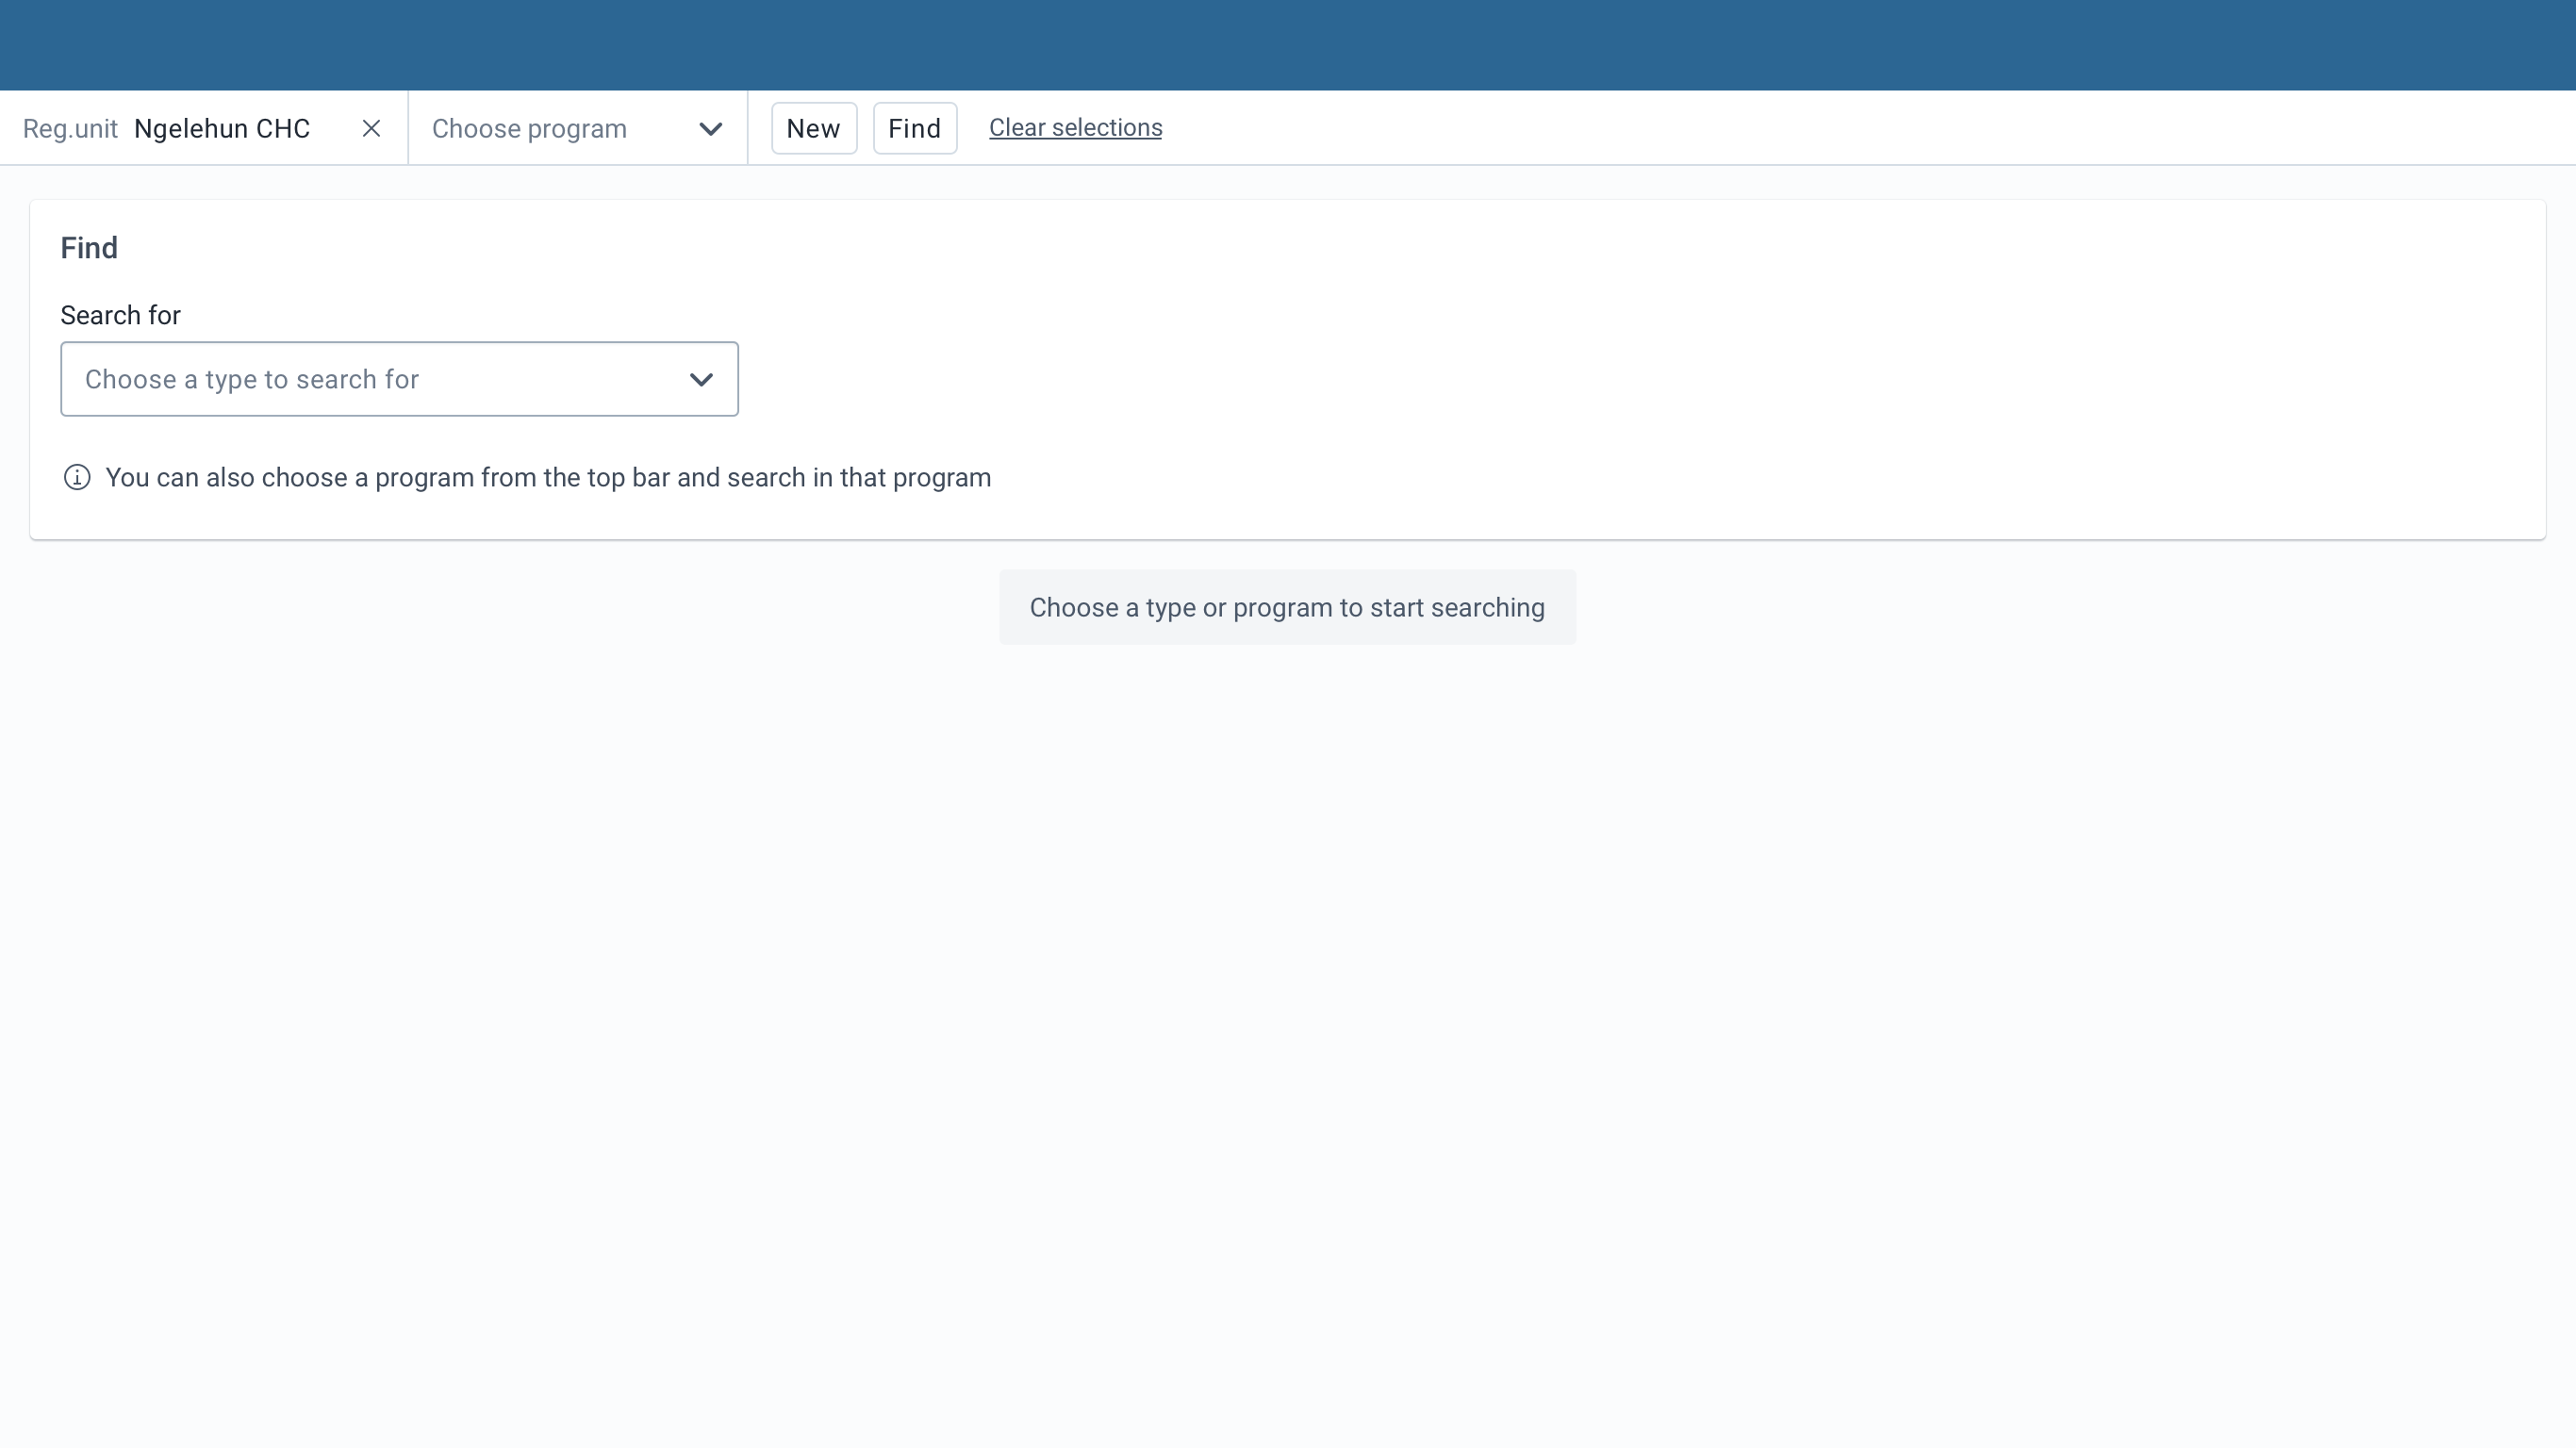 Reg.unit Ngelehun CHC Choose program New Find Clear selections
Find
Search for
Choose a type to search for
You can also choose a program from the top bar and search in that program
Choose a type or program to start searching